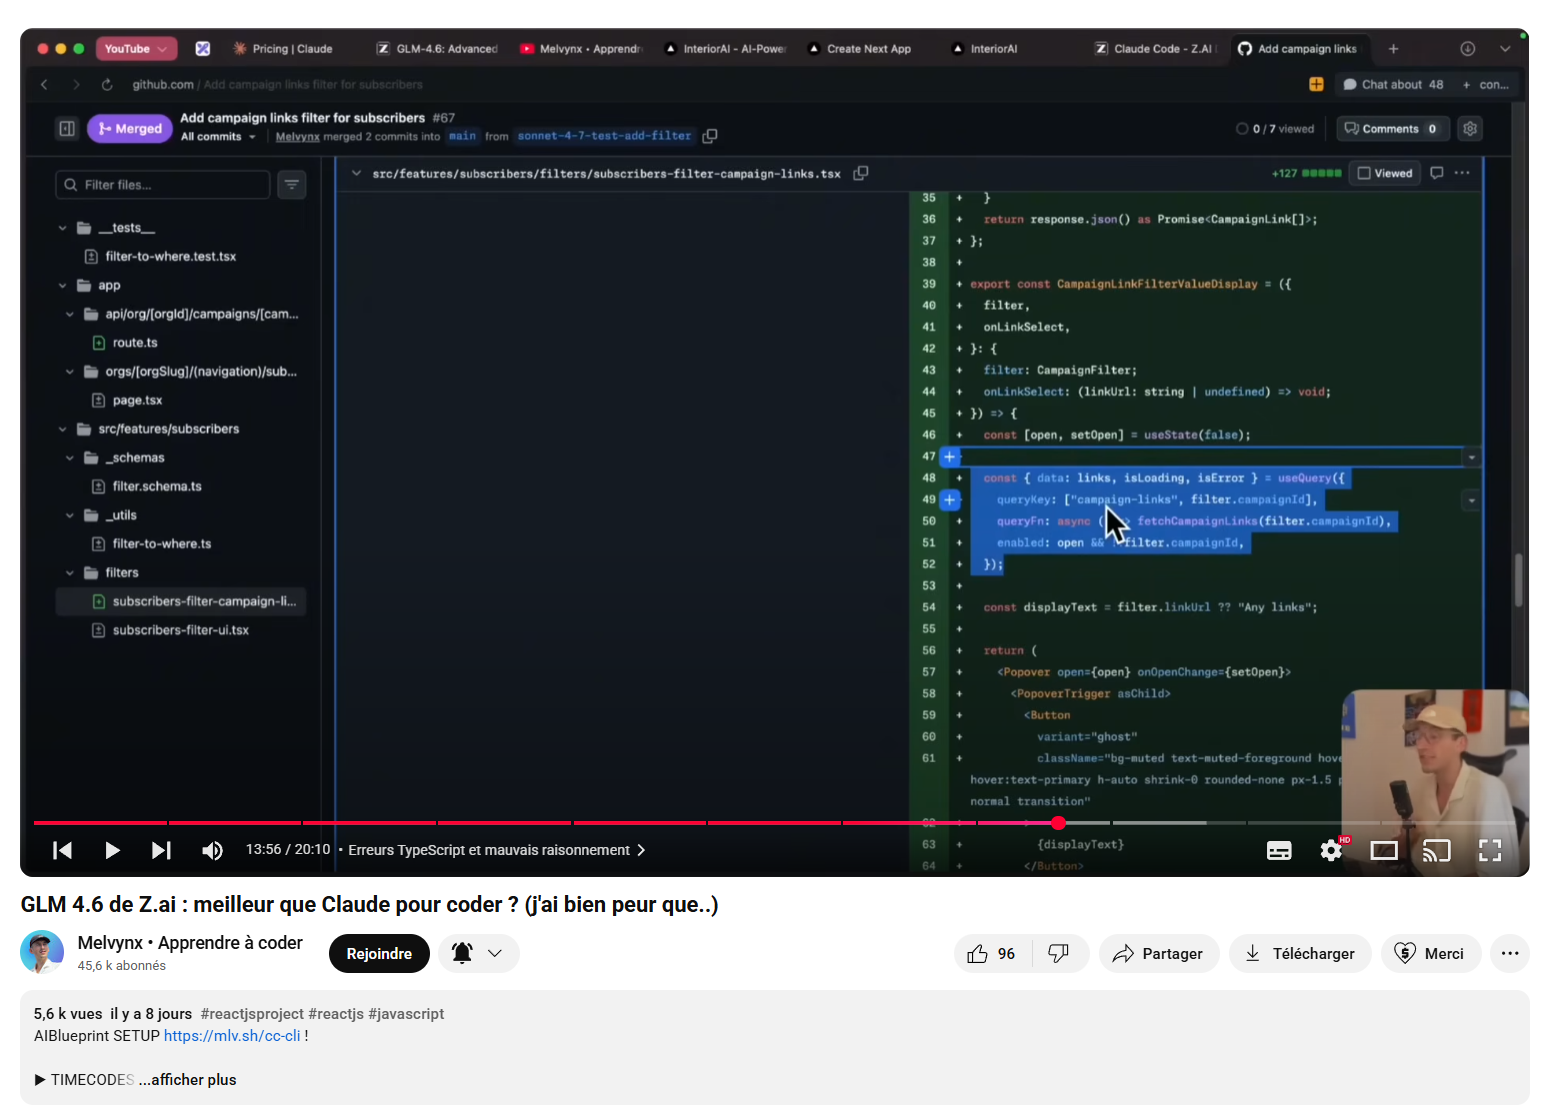 YouTube
Pricing | Claude
GLM-4.6: Advanced
Melvynx • Apprendr
InteriorAI - AI-Power
Create Next App
InteriorAI
Claude Code - Z.AI
Add campaign links
github.com / Add campaign links filter for subscribers
Chat about 48
+ con...
Merged
Add campaign links filter for subscribers #67
All commits
Melvynx merged 2 commits into main from sonnet-4-7-test-add-filter
0 / 7 viewed
Comments 0
Filter files...
__tests__
filter-to-where.test.tsx
app
api/org/[orgId]/campaigns/[cam...
route.ts
orgs/[orgSlug]/(navigation)/sub...
page.tsx
src/features/subscribers
_schemas
filter.schema.ts
_utils
filter-to-where.ts
filters
subscribers-filter-campaign-li...
subscribers-filter-ui.tsx
src/features/subscribers/filters/subscribers-filter-campaign-links.tsx
+127
Viewed
35 + }
36 + return response.json() as Promise<CampaignLink[]>;
37 + };
38 +
39 + export const CampaignLinkFilterValueDisplay = ({
40 + filter,
41 + onLinkSelect,
42 + }: {
43 + filter: CampaignFilter;
44 + onLinkSelect: (linkUrl: string | undefined) => void;
45 + }) => {
46 + const [open, setOpen] = useState(false);
47 +
48 + const { data: links, isLoading, isError } = useQuery({
49 + queryKey: ["campaign-links", filter.campaignId],
50 + queryFn: async ( fetchCampaignLinks(filter.campaignId),
51 + enabled: open && filter.campaignId,
52 + });
53 +
54 + const displayText = filter.linkUrl ?? "Any links";
55 +
56 + return (
57 + <Popover open={open} onOpenChange={setOpen}>
58 + <PopoverTrigger asChild>
59 + <Button
60 + variant="ghost"
61 + className="bg-muted text-muted-foreground hove
hover:text-primary h-auto shrink-0 rounded-none px-1.5
normal transition"
62
63 + {displayText}
64 + </Button>
13:56 / 20:10 • Erreurs TypeScript et mauvais raisonnement
HD
GLM 4.6 de Z.ai : meilleur que Claude pour coder ? (j'ai bien peur que..)
Melvynx • Apprendre à coder
45,6 k abonnés
Rejoindre
96
Partager
Télécharger
Merci
5,6 k vues il y a 8 jours #reactjsproject #reactjs #javascript
AIBlueprint SETUP https://mlv.sh/cc-cli !
▶ TIMECODES ...afficher plus